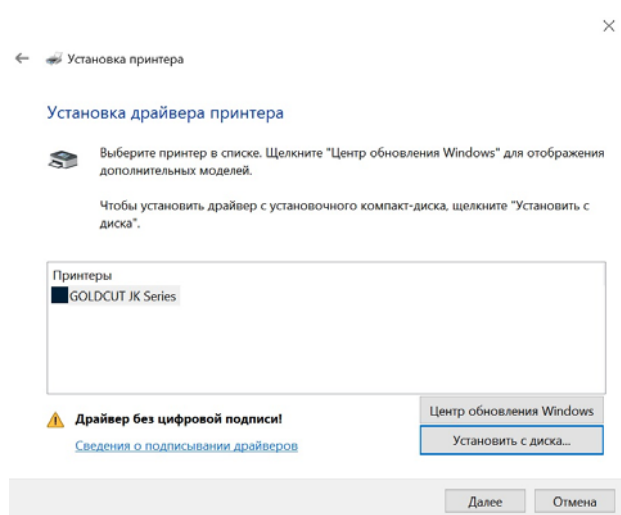 Установка принтера
Установка драйвера принтера
Выберите принтер в списке. Щелкните "Центр обновления Windows" для отображения
дополнительных моделей.
Чтобы установить драйвер с установочного компакт-диска, щелкните "Установить с
диска".
Принтеры
GOLDCUT JK Series
Драйвер без цифровой подписи!
Сведения о подписывании драйверов
Центр обновления Windows
Установить с диска...
Далее
Отмена